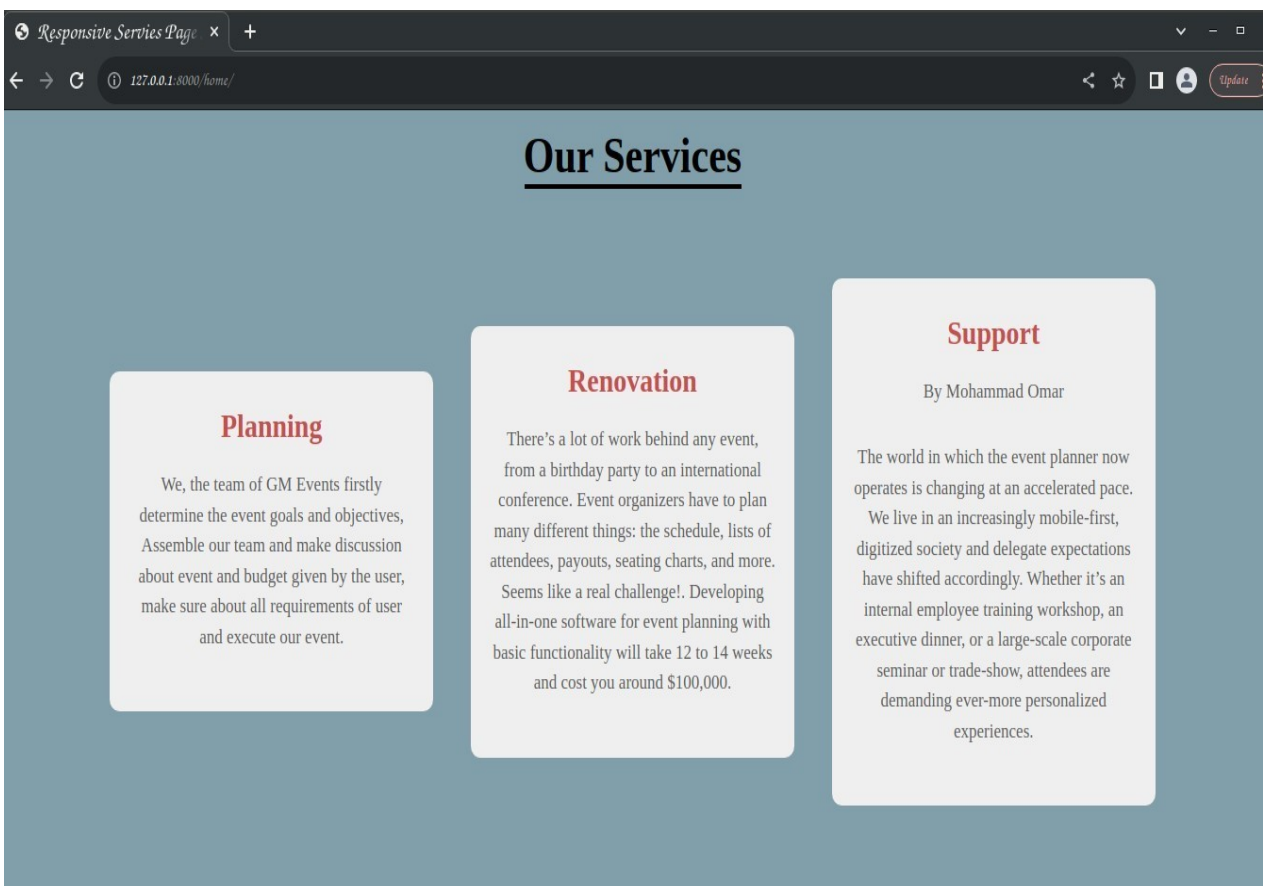 Responsive Servies Page
127.0.0.1:8000/home/
Update
Our Services
Planning
We, the team of GM Events firstly
determine the event goals and objectives,
Assemble our team and make discussion
about event and budget given by the user,
make sure about all requirements of user
and execute our event.
Renovation
There’s a lot of work behind any event,
from a birthday party to an international
conference. Event organizers have to plan
many different things: the schedule, lists of
attendees, payouts, seating charts, and more.
Seems like a real challenge!. Developing
all-in-one software for event planning with
basic functionality will take 12 to 14 weeks
and cost you around $100,000.
Support
By Mohammad Omar
The world in which the event planner now
operates is changing at an accelerated pace.
We live in an increasingly mobile-first,
digitized society and delegate expectations
have shifted accordingly. Whether it’s an
internal employee training workshop, an
executive dinner, or a large-scale corporate
seminar or trade-show, attendees are
demanding ever-more personalized
experiences.